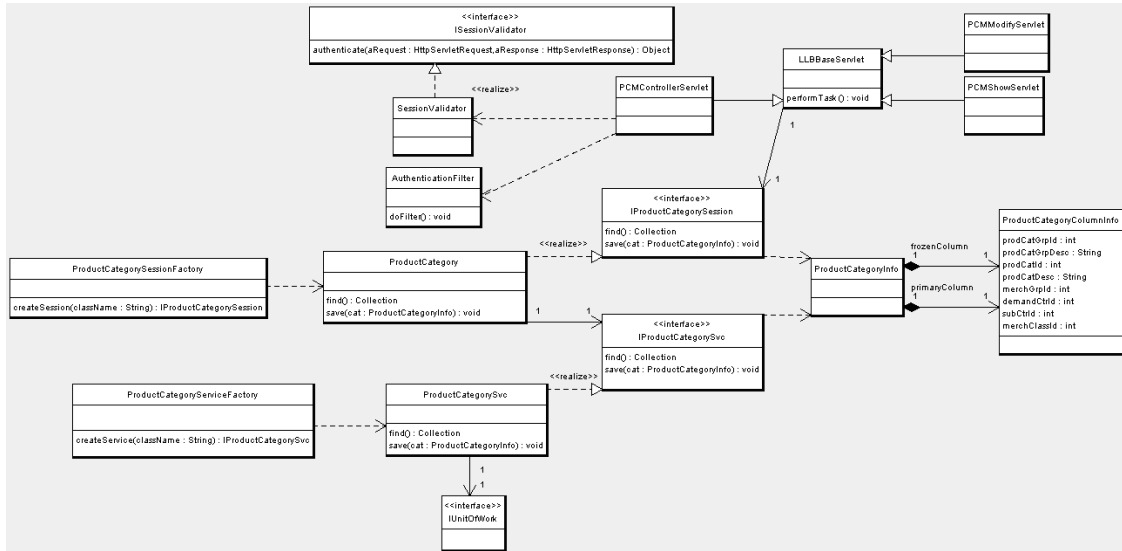 <<interface>>
ISessionValidator
authenticate(aRequest : HttpServletRequest,aResponse : HttpServletResponse) : Object
<<realize>>
SessionValidator
PCMControllerServlet
LLBBaseServlet
performTask() : void
PCMModifyServlet
PCMShowServlet
1
1
AuthenticationFilter
doFilter() : void
<<interface>>
IProductCategorySession
find() : Collection
save(cat : ProductCategoryInfo) : void
<<realize>>
ProductCategorySessionFactory
createSession(className : String) : IProductCategorySession
ProductCategory
find() : Collection
save(cat : ProductCategoryInfo) : void
1
1
ProductCategoryInfo
frozenColumn
1
1
primaryColumn
1
1
ProductCategoryColumnInfo
prodCatGrpId : int
prodCatGrpDesc : String
prodCatId : int
prodCatDesc : String
merchGrpId : int
demandCtrId : int
subCtrId : int
merchClassId : int
<<interface>>
IProductCategorySvc
find() : Collection
save(cat : ProductCategoryInfo) : void
<<realize>>
ProductCategoryServiceFactory
createService(className : String) : IProductCategorySvc
ProductCategorySvc
find() : Collection
save(cat : ProductCategoryInfo) : void
1
1
<<interface>>
IUnitOfWork